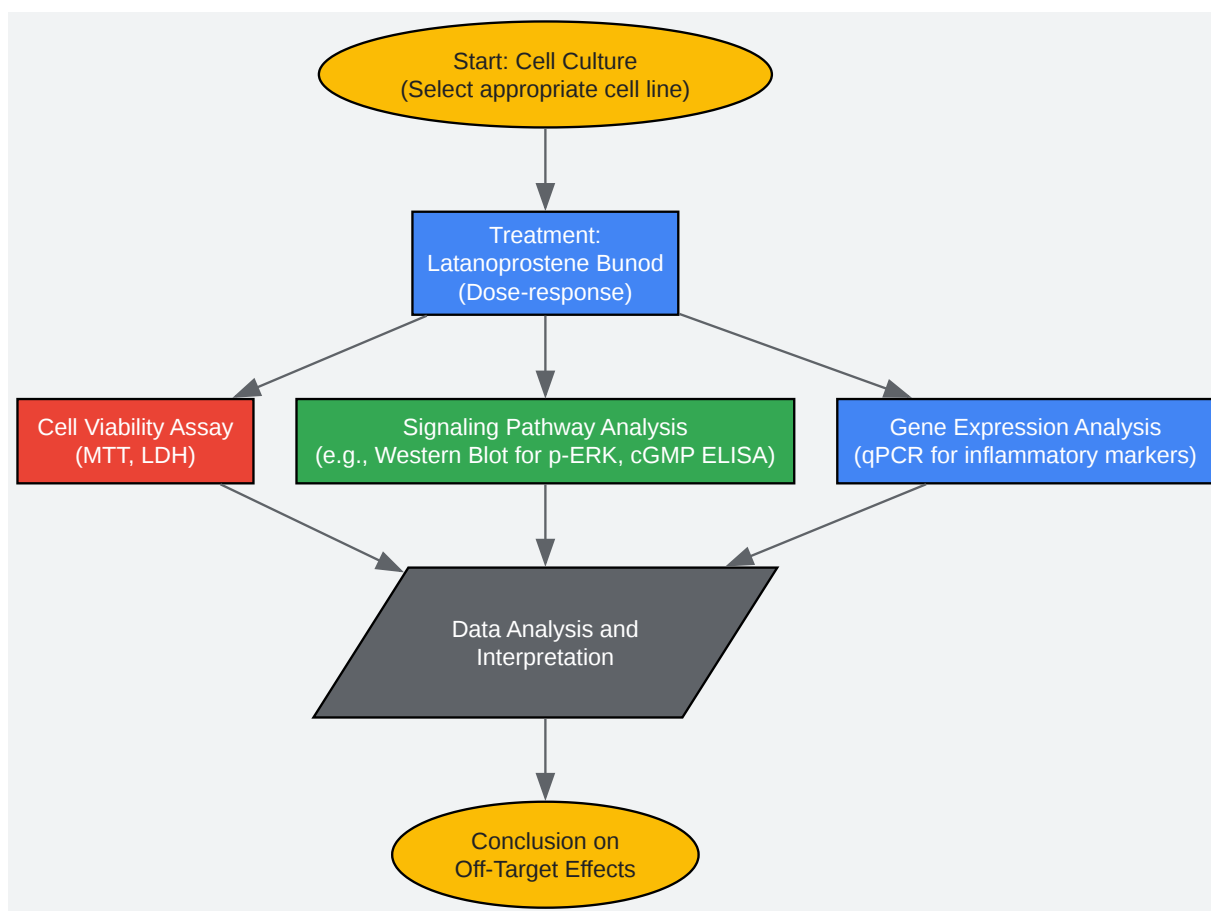 Start: Cell Culture
(Select appropriate cell line)
Treatment:
Latanoprostene Bunod
(Dose-response)
Cell Viability Assay
(MTT, LDH)
Signaling Pathway Analysis
(e.g., Western Blot for p-ERK, cGMP ELISA)
Gene Expression Analysis
(qPCR for inflammatory markers)
Data Analysis and
Interpretation
Conclusion on
Off-Target Effects